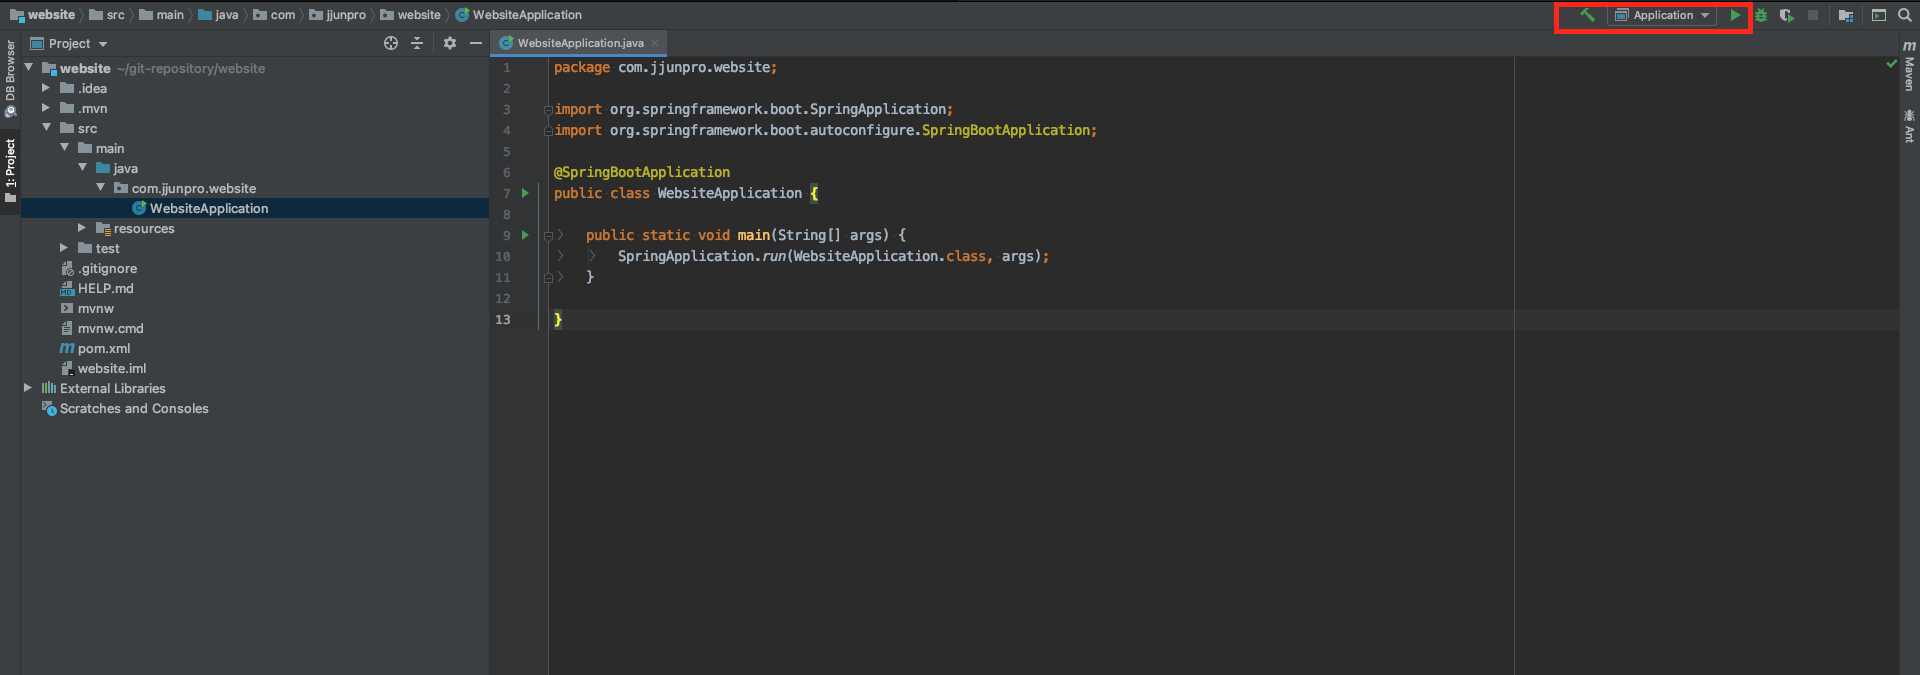 website src main java com jjunpro website WebsiteApplication
Application
Project
WebsiteApplication.java
DB Browser
1: Project
website ~/git-repository/website
.idea
.mvn
src
main
java
com.jjunpro.website
WebsiteApplication
resources
test
.gitignore
HELP.md
mvnw
mvnw.cmd
pom.xml
website.iml
External Libraries
Scratches and Consoles
1 package com.jjunpro.website;
2
3 import org.springframework.boot.SpringApplication;
4 import org.springframework.boot.autoconfigure.SpringBootApplication;
5
6 @SpringBootApplication
7 public class WebsiteApplication {
8
9 public static void main(String[] args) {
10 SpringApplication.run(WebsiteApplication.class, args);
11 }
12
13 }
m
Maven
Ant